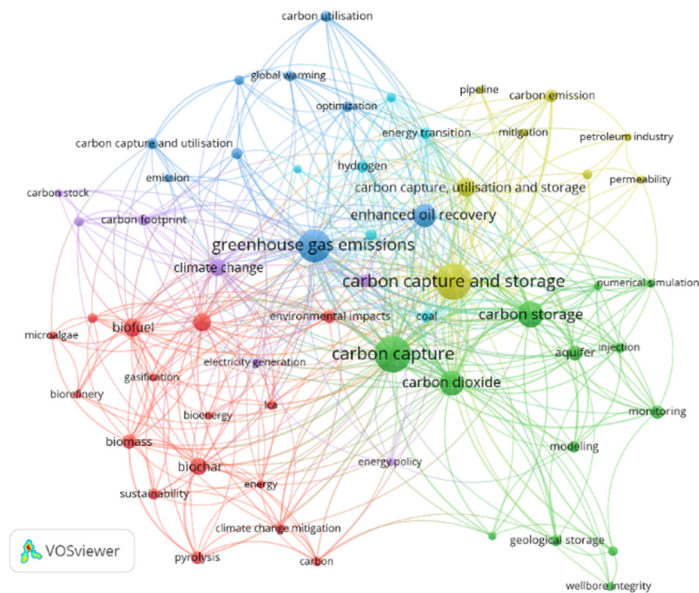 carbon utilisation
global warming
pipeline
carbon emission
optimization
energy transition
mitigation
petroleum industry
carbon capture and utilisation
hydrogen
emission
carbon capture, utilisation and storage
permeability
carbon stock
carbon footprint
enhanced oil recovery
greenhouse gas emissions
climate change
carbon capture and storage
numerical simulation
environmental impacts
coal
carbon storage
biofuel
microalgae
electricity generation
carbon capture
aquifer
injection
gasification
carbon dioxide
biorefinery
bioenergy
lca
monitoring
biomass
modeling
biochar
energy policy
sustainability
energy
climate change mitigation
geological storage
pyrolysis
carbon
wellbore integrity
VOSviewer